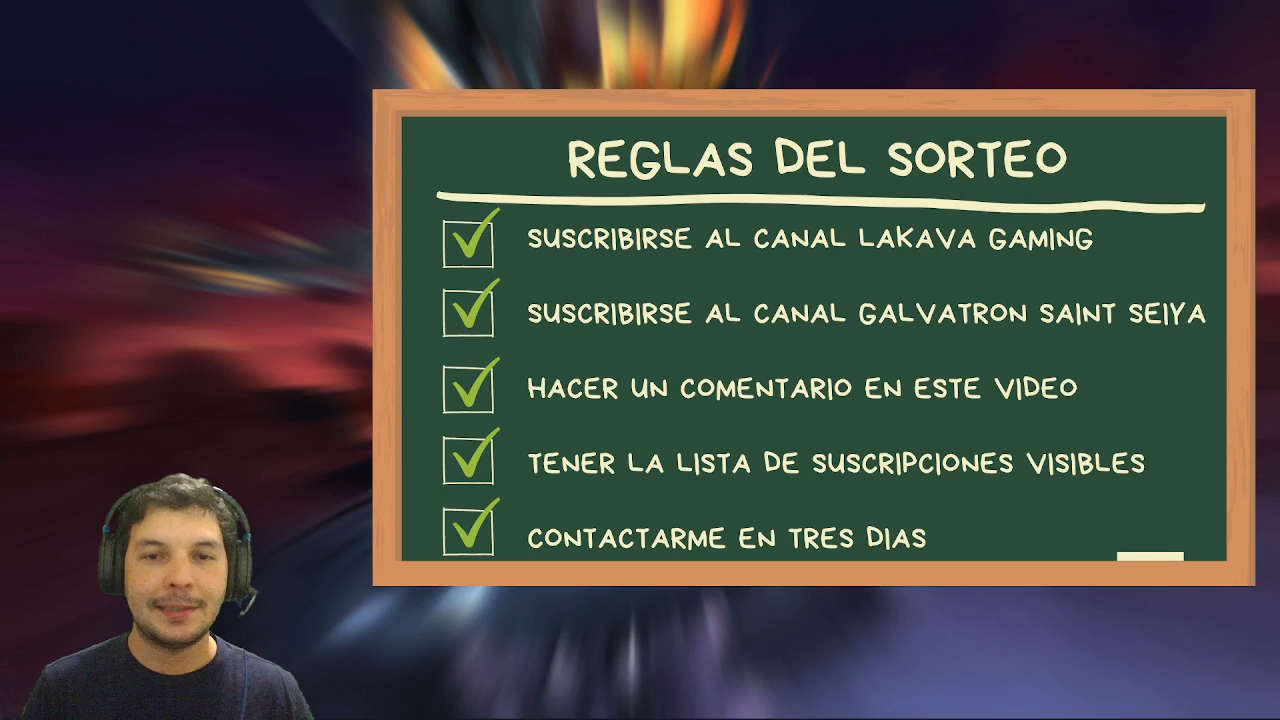 REGLAS DEL SORTEO
SUSCRIBIRSE AL CANAL LAKAVA GAMING
SUSCRIBIRSE AL CANAL GALVATRON SAINT SEIYA
HACER UN COMENTARIO EN ESTE VIDEO
TENER LA LISTA DE SUSCRIPCIONES VISIBLES
CONTACTARME EN TRES DIAS